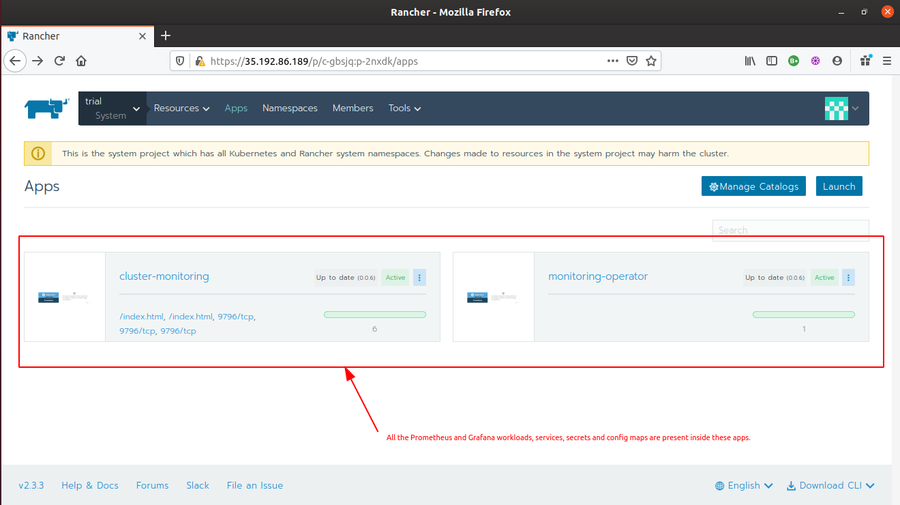 Rancher - Mozilla Firefox
Rancher
https://35.192.86.189/p/c-gbsjq:p-2nxdk/apps
trial
System
Resources Apps Namespaces Members Tools
This is the system project which has all Kubernetes and Rancher system namespaces. Changes made to resources in the system project may harm the cluster.
Apps
Manage Catalogs Launch
Search
cluster-monitoring Up to date (0.0.6) Active
/index.html, /index.html, 9796/tcp,
9796/tcp, 9796/tcp
6
monitoring-operator Up to date (0.0.6) Active
1
All the Prometheus and Grafana workloads, services, secrets and config maps are present inside these apps.
v2.3.3 Help & Docs Forums Slack File an Issue English Download CLI